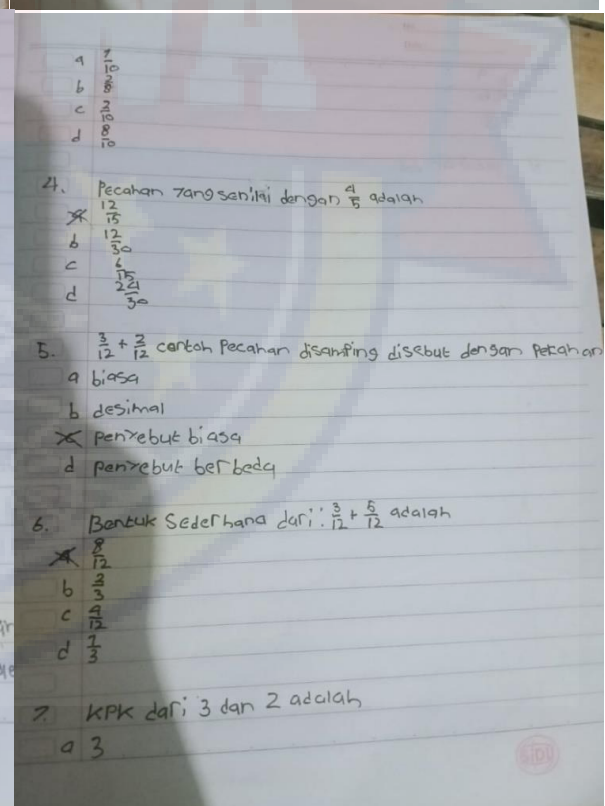 a 7/10
b 3/8
c 3/10
d 8/10
4. Pecahan yang senilai dengan 4/5 adalah
a 12/15
b 12/30
c 6/15
d 24/30
5. 3/12 + 2/12 contoh Pecahan disamping disebut dengan Pecahan
a biasa
b desimal
c penyebut biasa
d penyebut berbeda
6. Bentuk Sederhana dari : 3/12 + 5/12 adalah
a 8/12
b 2/3
c 4/12
d 1/3
7. KPK dari 3 dan 2 adalah
a 3
SIDU